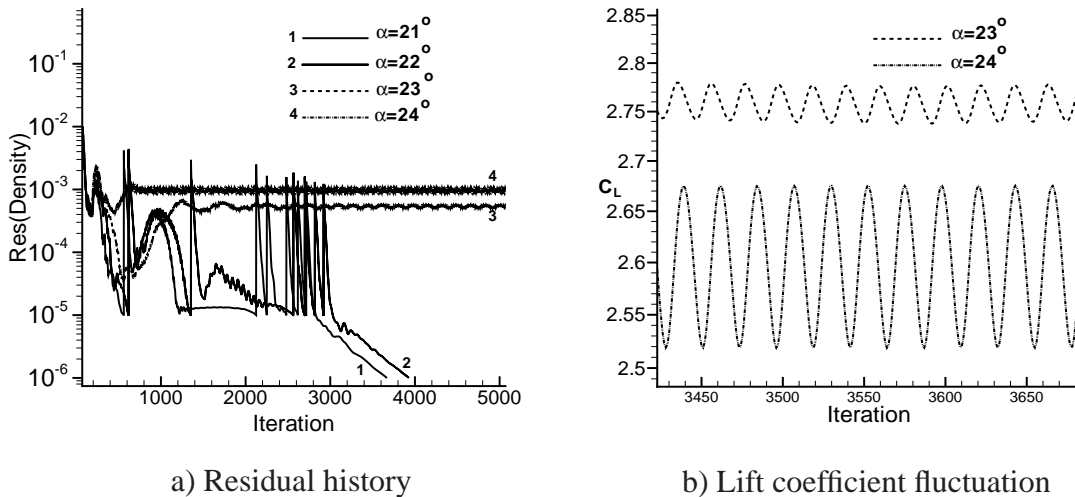 Res(Density)
10⁻¹
10⁻²
10⁻³
10⁻⁴
10⁻⁵
10⁻⁶
1 α=21°
2 α=22°
3 α=23°
4 α=24°
4
3
1
2
1000 2000 3000 4000 5000
Iteration
a) Residual history
2.85
2.8
2.75
2.7
C_L
2.65
2.6
2.55
2.5
α=23°
α=24°
3450 3500 3550 3600 3650
Iteration
b) Lift coefficient fluctuation